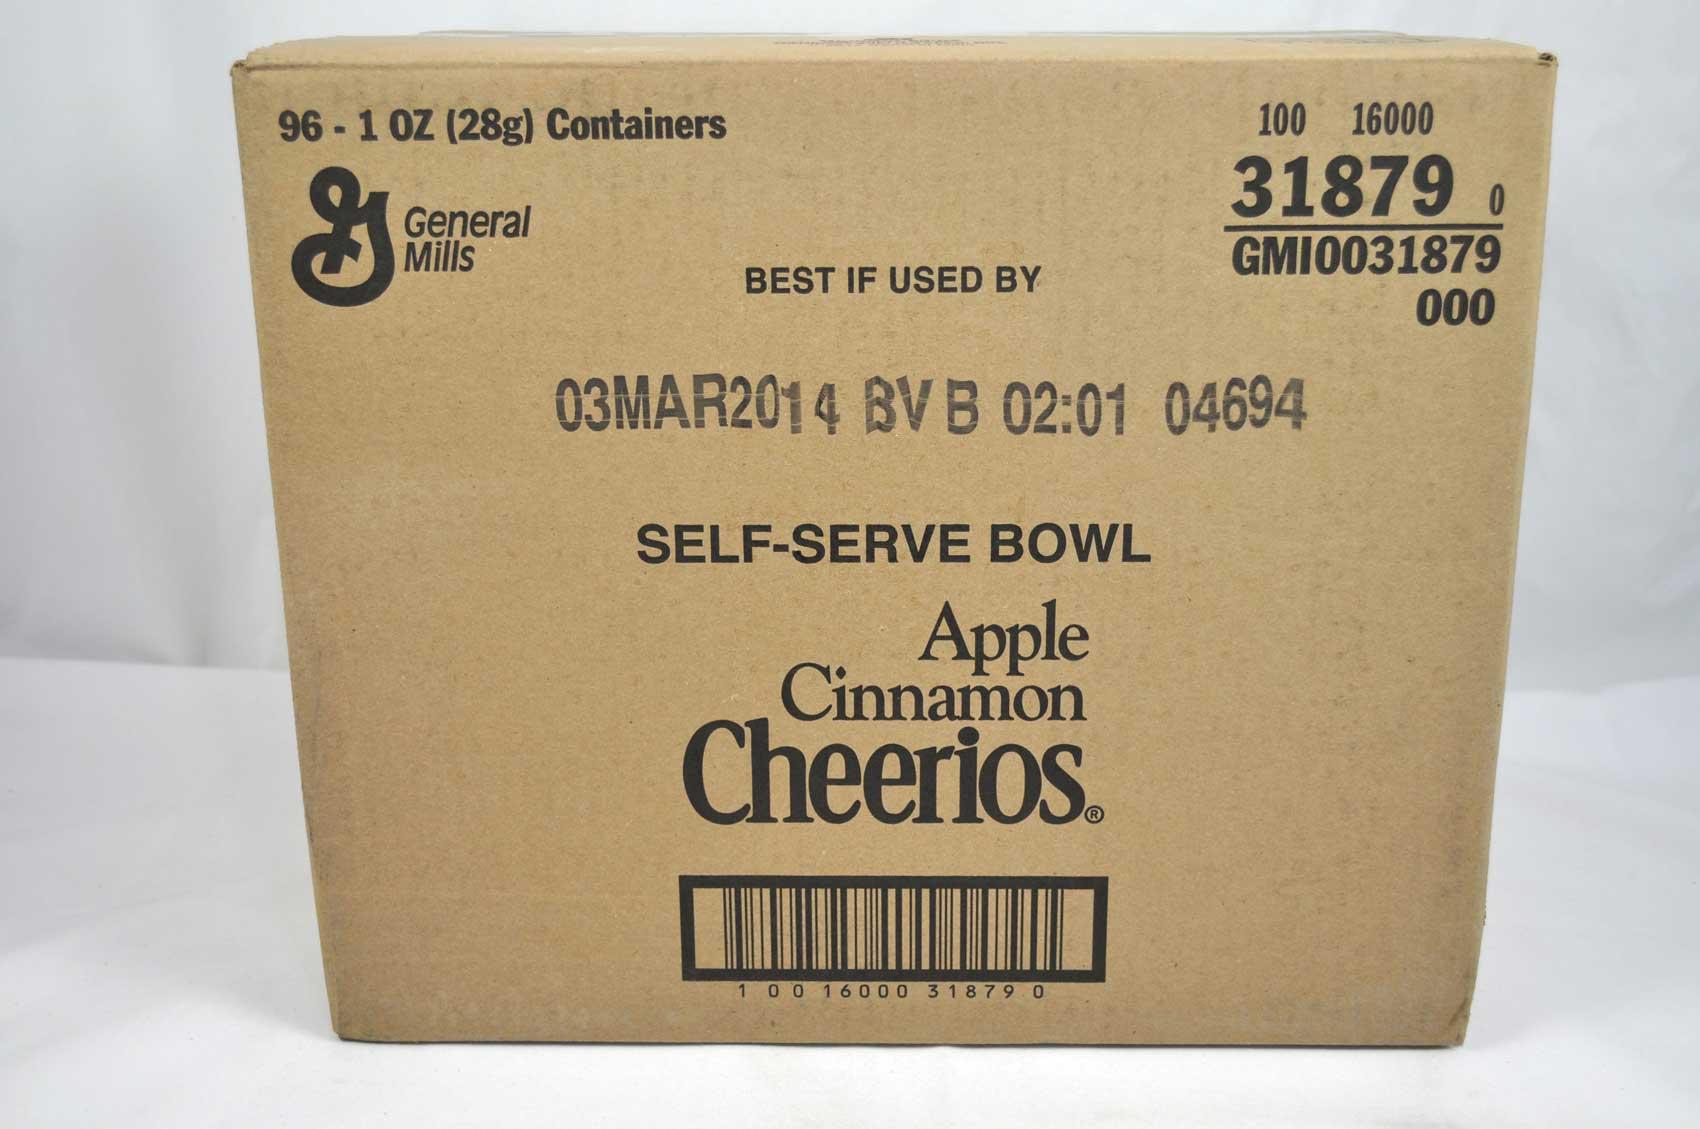 96 - 1 OZ (28g) Containers
General
Mills
100 16000
31879 0
GMI0031879
000
BEST IF USED BY
03MAR2014 BV B 02:01 04694
SELF-SERVE BOWL
Apple
Cinnamon
Cheerios®
1 00 16000 31879 0